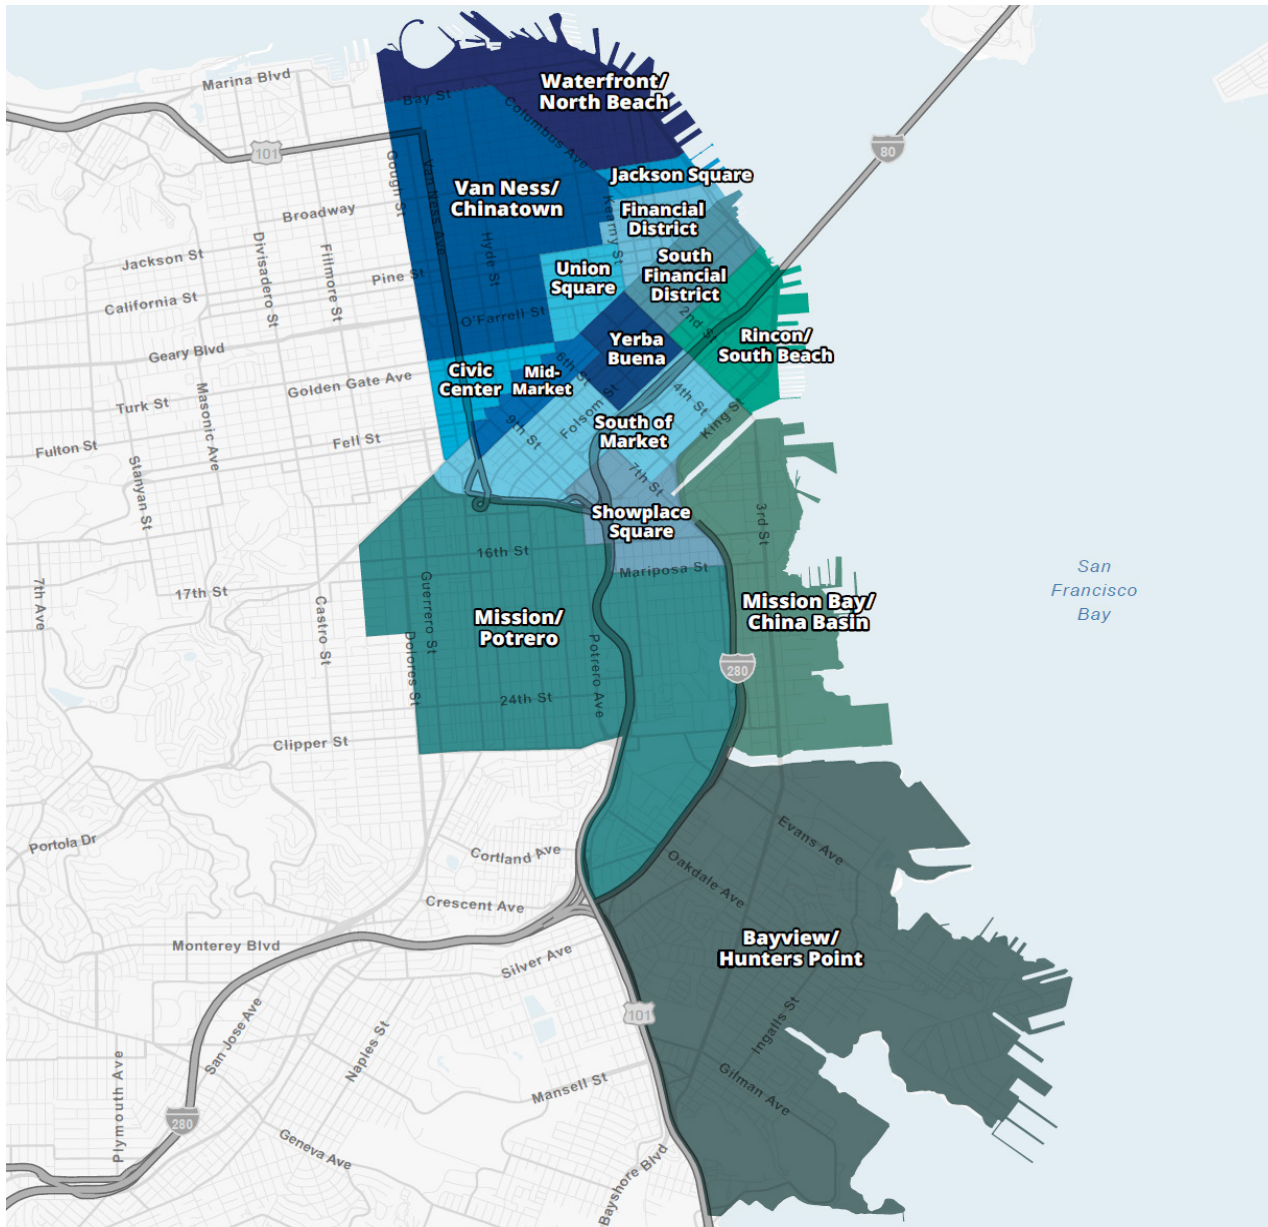 Waterfront/
North Beach
Marina Blvd
Bay St
Columbus Ave
101
80
Gough St
Van Ness Ave
Van Ness/
Chinatown
Jackson Square
Kearny St
Financial
District
Broadway
Divisadero St
Fillmore St
Hyde St
Jackson St
Pine St
Union
Square
South
Financial
District
California St
O'Farrell St
2nd St
Rincon/
South Beach
Geary Blvd
Yerba
Buena
Civic
Center
Mid-
Market
6th St
Golden Gate Ave
Masonic Ave
Turk St
Folsom St
4th St
King St
9th St
South of
Market
Fulton St
Fell St
Stanyan St
7th St
Showplace
Square
3rd St
16th St
Mariposa St
7th Ave
17th St
Castro St
Guerrero St
Dolores St
Mission/
Potrero
Potrero Ave
Mission Bay/
China Basin
San
Francisco
Bay
280
24th St
Clipper St
Portola Dr
Cortland Ave
Evans Ave
Oakdale Ave
Crescent Ave
Monterey Blvd
Silver Ave
Bayview/
Hunters Point
San Jose Ave
Naples St
101
Ingalls St
Plymouth Ave
Mansell St
Gilman Ave
280
Geneva Ave
Bayshore Blvd